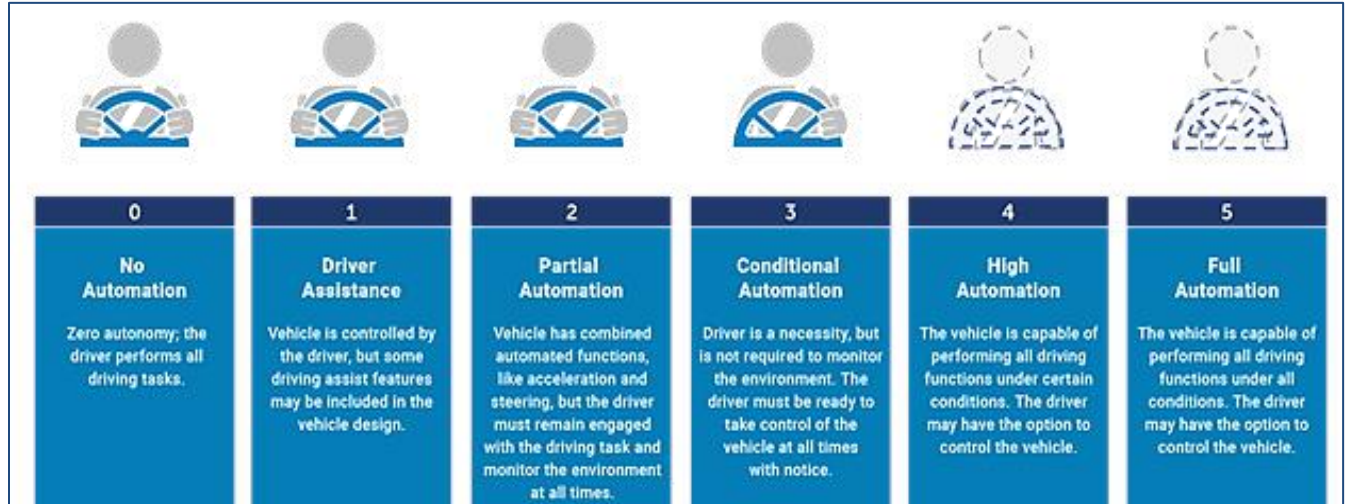 0
No
Automation
Zero autonomy; the
driver performs all
driving tasks.
1
Driver
Assistance
Vehicle is controlled by
the driver, but some
driving assist features
may be included in the
vehicle design.
2
Partial
Automation
Vehicle has combined
automated functions,
like acceleration and
steering, but the driver
must remain engaged
with the driving task and
monitor the environment
at all times.
3
Conditional
Automation
Driver is a necessity, but
is not required to monitor
the environment. The
driver must be ready to
take control of the
vehicle at all times
with notice.
4
High
Automation
The vehicle is capable of
performing all driving
functions under certain
conditions. The driver
may have the option to
control the vehicle.
5
Full
Automation
The vehicle is capable of
performing all driving
functions under all
conditions. The driver
may have the option to
control the vehicle.